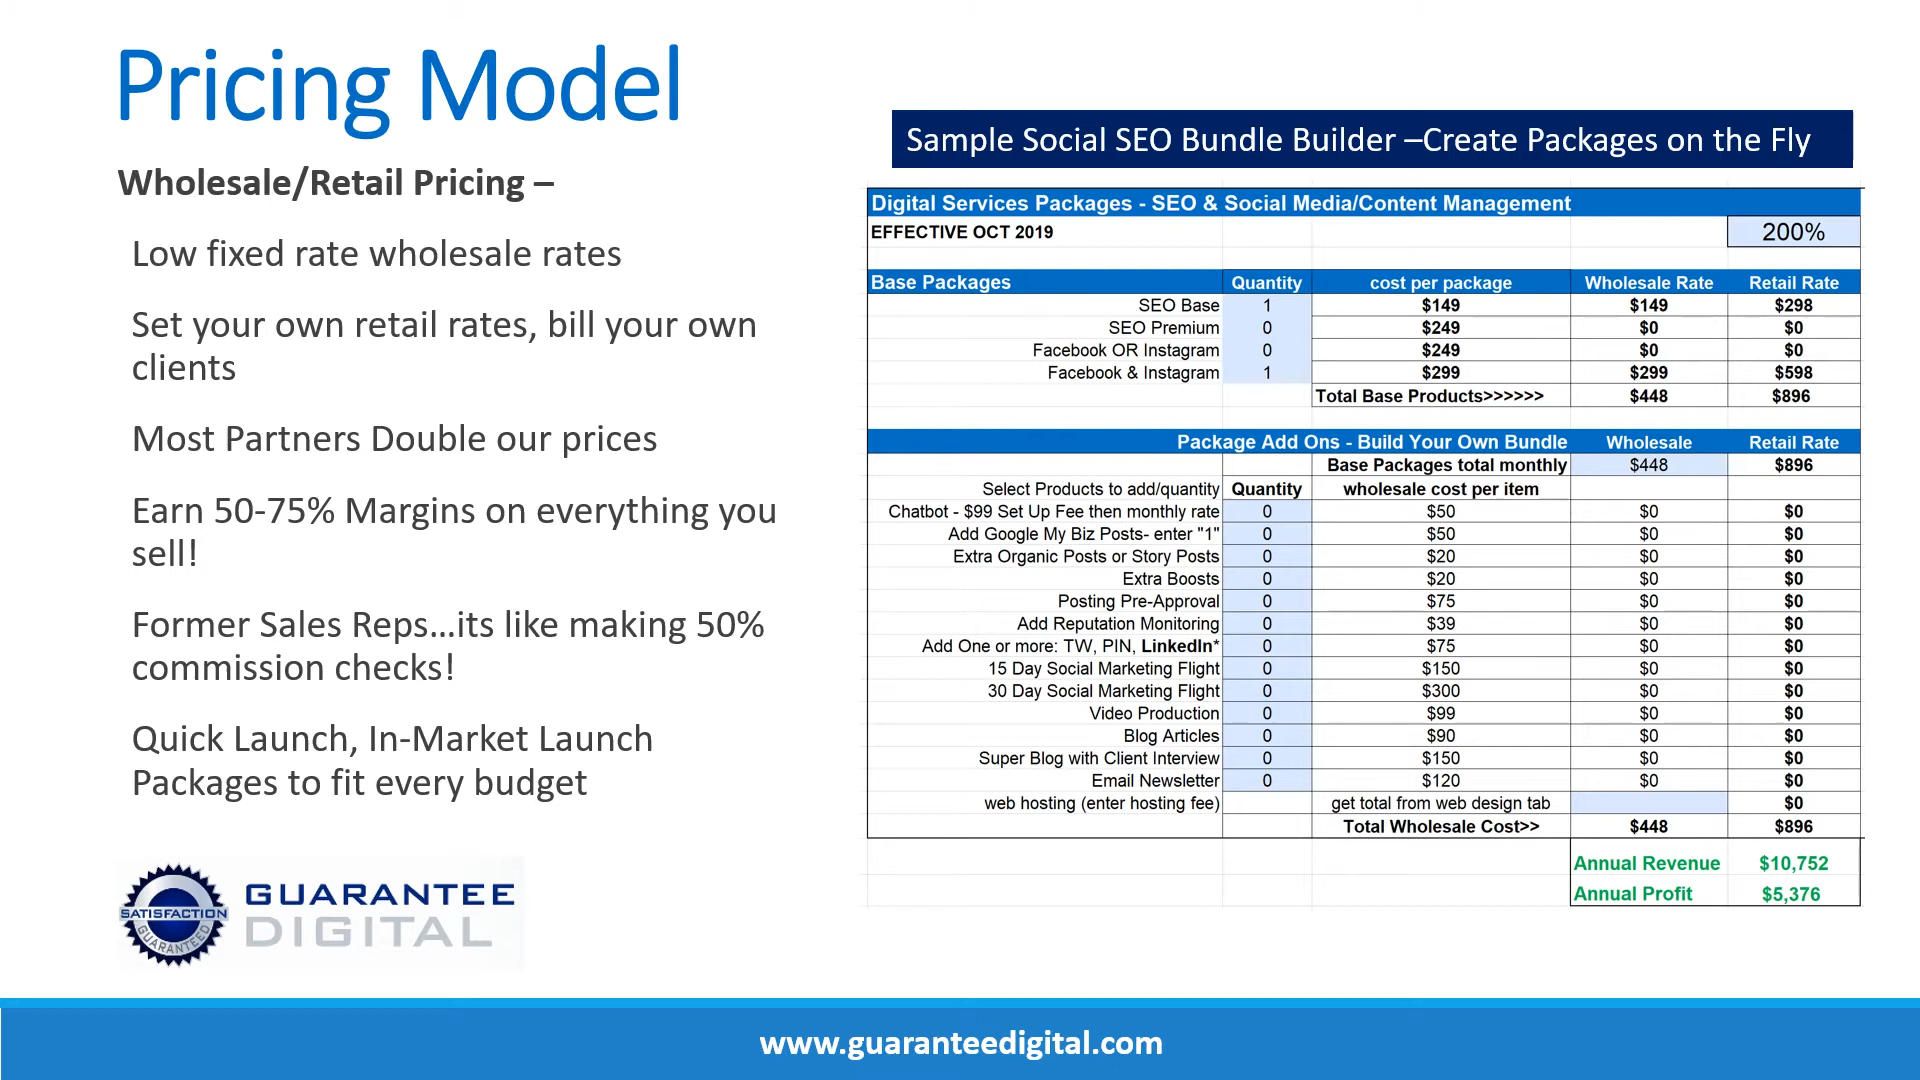 Pricing Model
Wholesale/Retail Pricing –
Low fixed rate wholesale rates
Set your own retail rates, bill your own
clients
Most Partners Double our prices
Earn 50-75% Margins on everything you
sell!
Former Sales Reps…its like making 50%
commission checks!
Quick Launch, In-Market Launch
Packages to fit every budget
SATISFACTION
GUARANTEED
GUARANTEE
DIGITAL
Sample Social SEO Bundle Builder –Create Packages on the Fly
Digital Services Packages - SEO & Social Media/Content Management
EFFECTIVE OCT 2019 200%
Base Packages Quantity cost per package Wholesale Rate Retail Rate
SEO Base 1 $149 $149 $298
SEO Premium 0 $249 $0 $0
Facebook OR Instagram 0 $249 $0 $0
Facebook & Instagram 1 $299 $299 $598
Total Base Products>>>>>> $448 $896
Package Add Ons - Build Your Own Bundle Wholesale Retail Rate
Base Packages total monthly $448 $896
Select Products to add/quantity Quantity wholesale cost per item
Chatbot - $99 Set Up Fee then monthly rate 0 $50 $0 $0
Add Google My Biz Posts- enter "1" 0 $50 $0 $0
Extra Organic Posts or Story Posts 0 $20 $0 $0
Extra Boosts 0 $20 $0 $0
Posting Pre-Approval 0 $75 $0 $0
Add Reputation Monitoring 0 $39 $0 $0
Add One or more: TW, PIN, LinkedIn* 0 $75 $0 $0
15 Day Social Marketing Flight 0 $150 $0 $0
30 Day Social Marketing Flight 0 $300 $0 $0
Video Production 0 $99 $0 $0
Blog Articles 0 $90 $0 $0
Super Blog with Client Interview 0 $150 $0 $0
Email Newsletter 0 $120 $0 $0
web hosting (enter hosting fee) get total from web design tab $0
Total Wholesale Cost>> $448 $896
Annual Revenue $10,752
Annual Profit $5,376
www.guaranteedigital.com